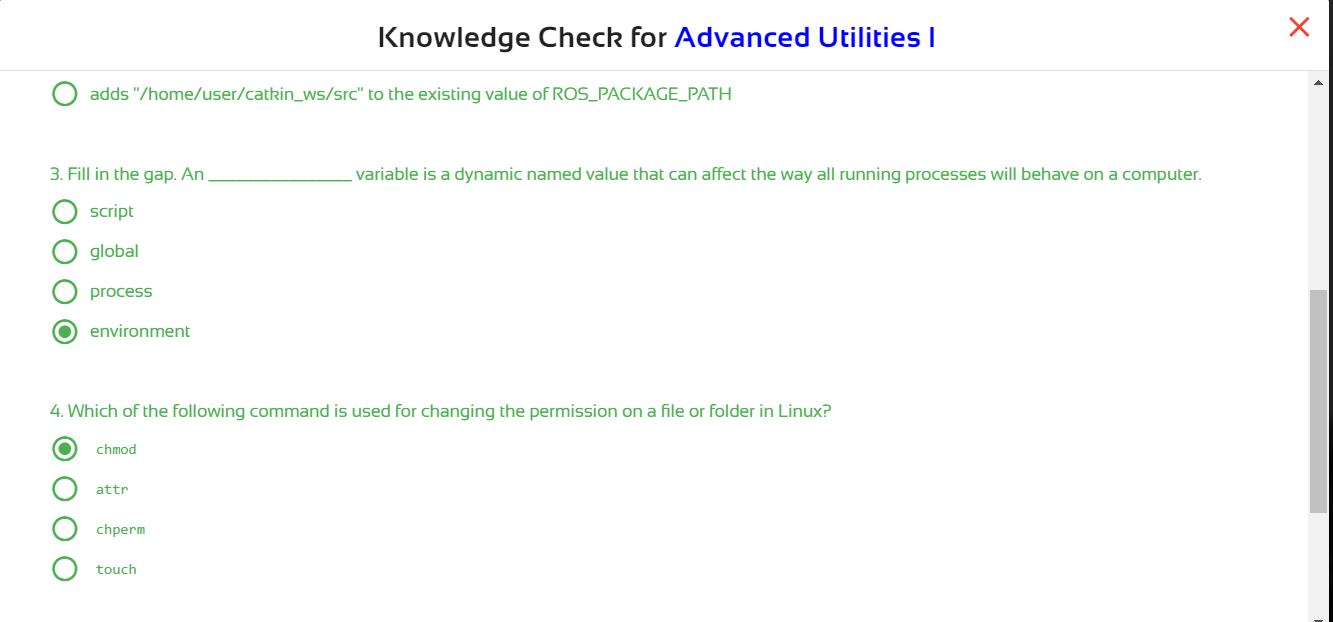 Knowledge Check for Advanced Utilities I
adds "/home/user/catkin_ws/src" to the existing value of ROS_PACKAGE_PATH
3. Fill in the gap. An ________________ variable is a dynamic named value that can affect the way all running processes will behave on a computer.
script
global
process
environment
4. Which of the following command is used for changing the permission on a file or folder in Linux?
chmod
attr
chperm
touch